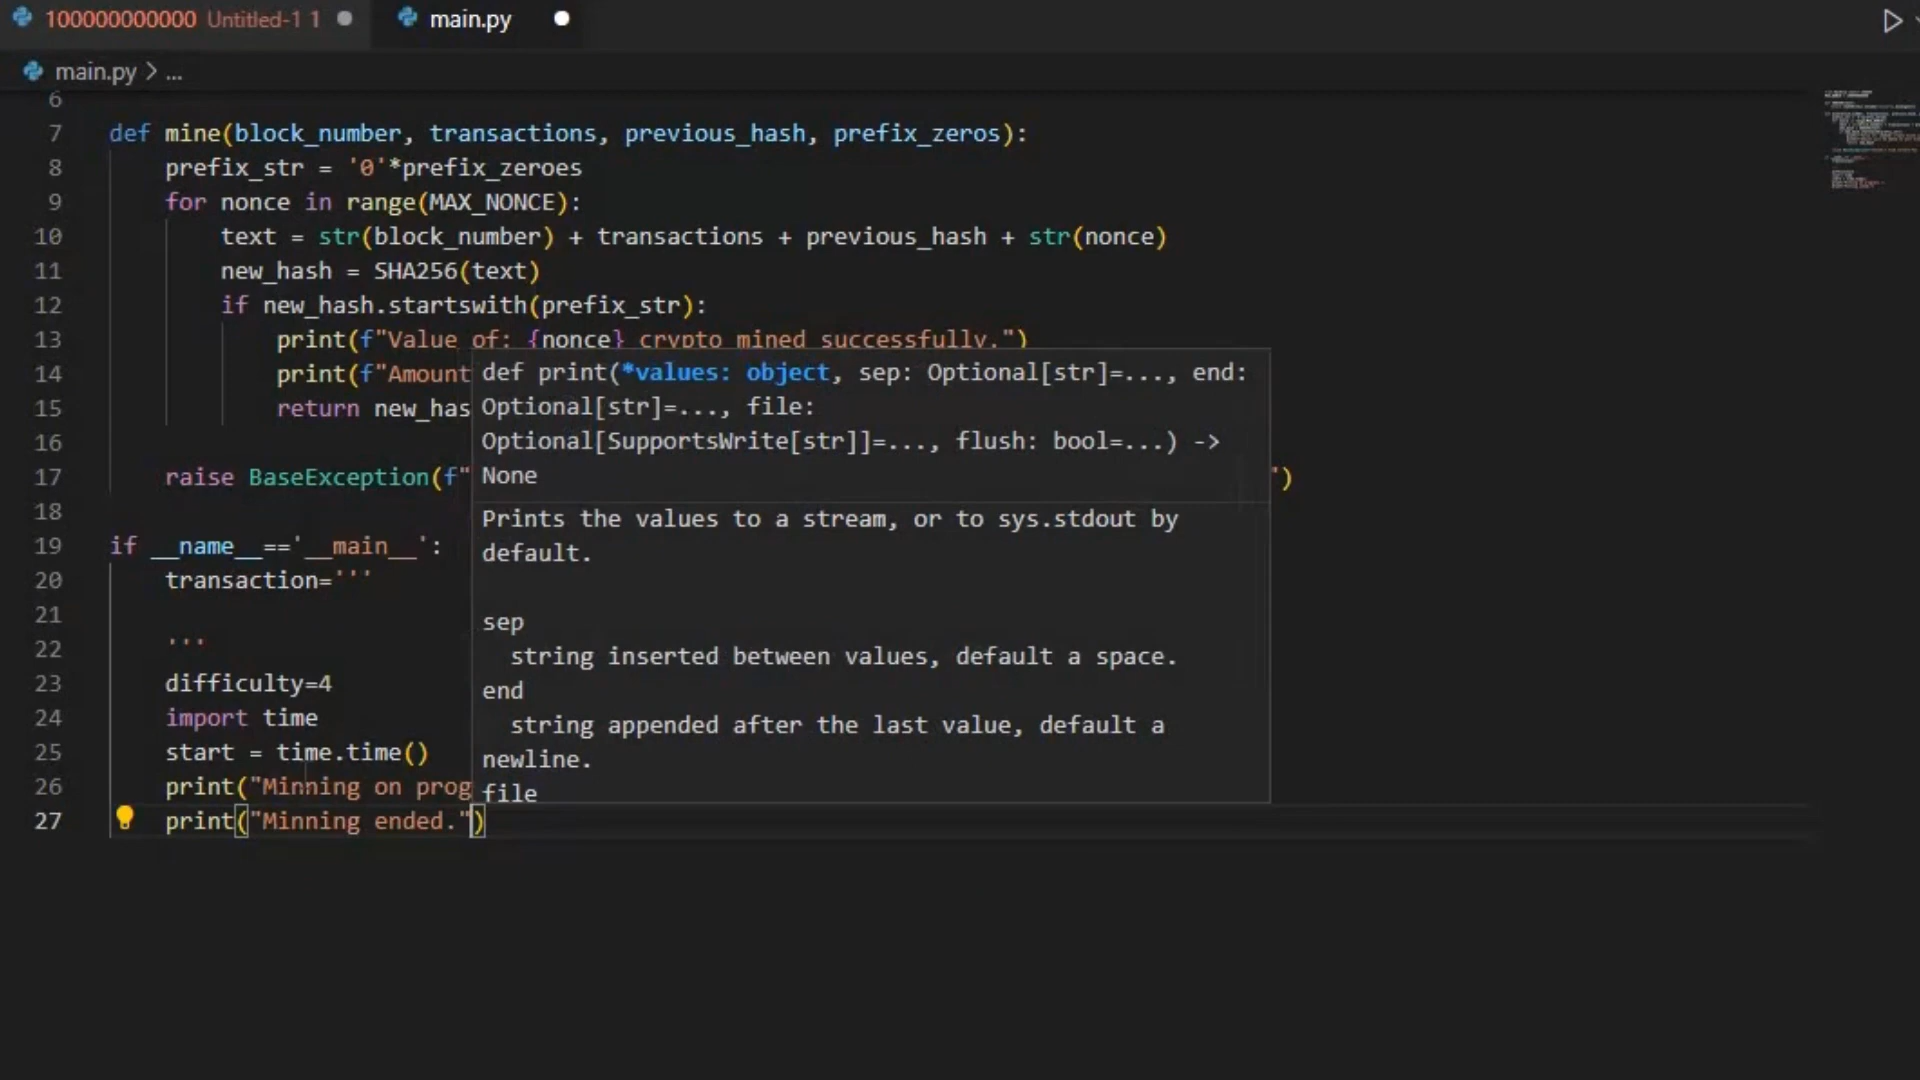 100000000000 Untitled-1 1
main.py
main.py > ...
6
7 def mine(block_number, transactions, previous_hash, prefix_zeros):
8 prefix_str = '0'*prefix_zeroes
9 for nonce in range(MAX_NONCE):
10 text = str(block_number) + transactions + previous_hash + str(nonce)
11 new_hash = SHA256(text)
12 if new_hash.startswith(prefix_str):
13 print(f"Value of: {nonce} crypto mined successfully.")
14 print(f"Amount
15 return new_has
16
17 raise BaseException(f" ")
18
19 if __name__=='__main__':
20 transaction='''
21
22 '''
23 difficulty=4
24 import time
25 start = time.time()
26 print("Minning on prog
27 print("Minning ended.")
def print(*values: object, sep: Optional[str]=..., end:
Optional[str]=..., file:
Optional[SupportsWrite[str]]=..., flush: bool=...) ->
None
Prints the values to a stream, or to sys.stdout by
default.
sep
string inserted between values, default a space.
end
string appended after the last value, default a
newline.
file